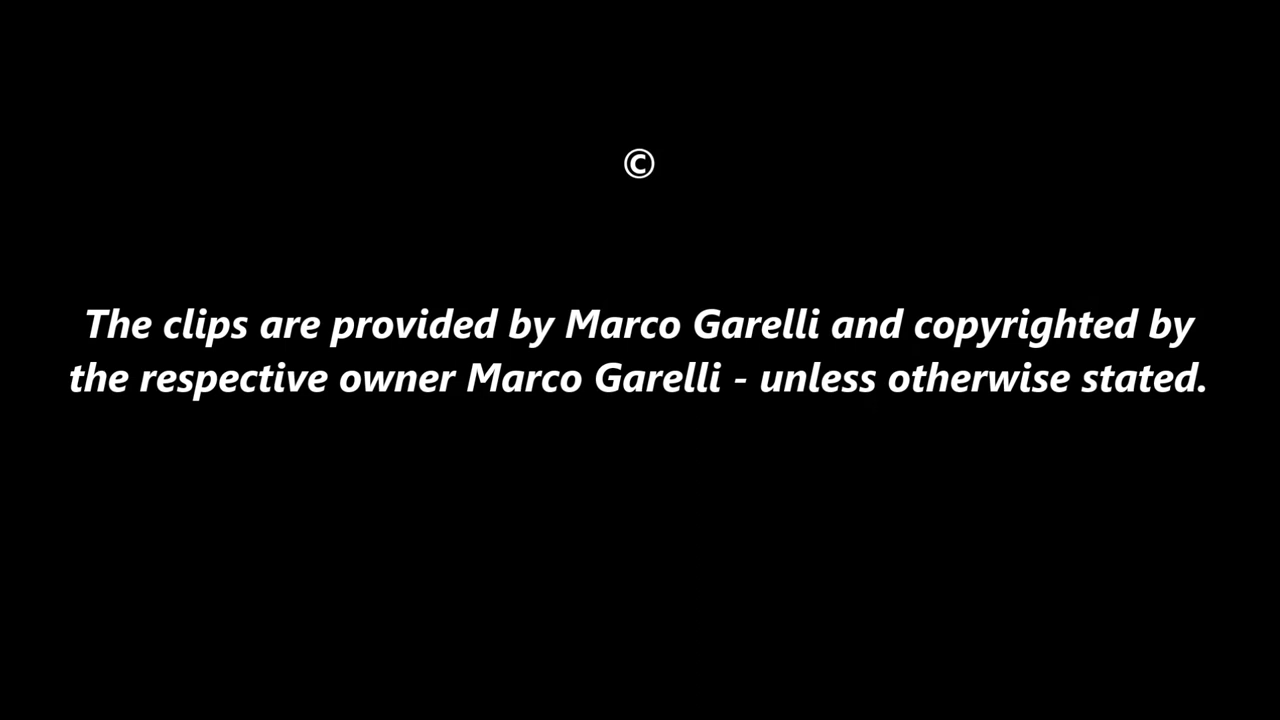 ©
The clips are provided by Marco Garelli and copyrighted by
the respective owner Marco Garelli - unless otherwise stated.